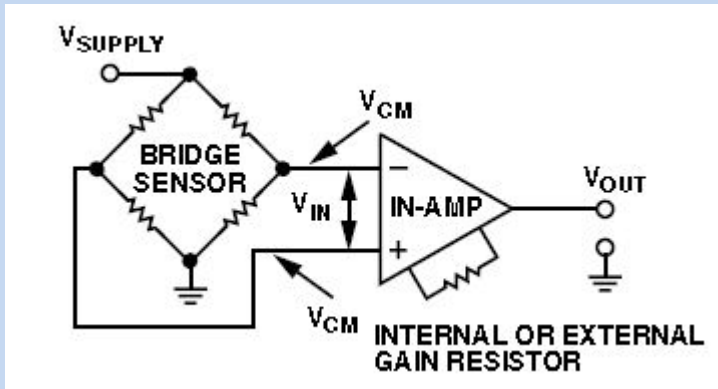 VSUPPLY
VCM
BRIDGE
SENSOR
VIN
−
IN-AMP
VOUT
+
VCM
INTERNAL OR EXTERNAL
GAIN RESISTOR